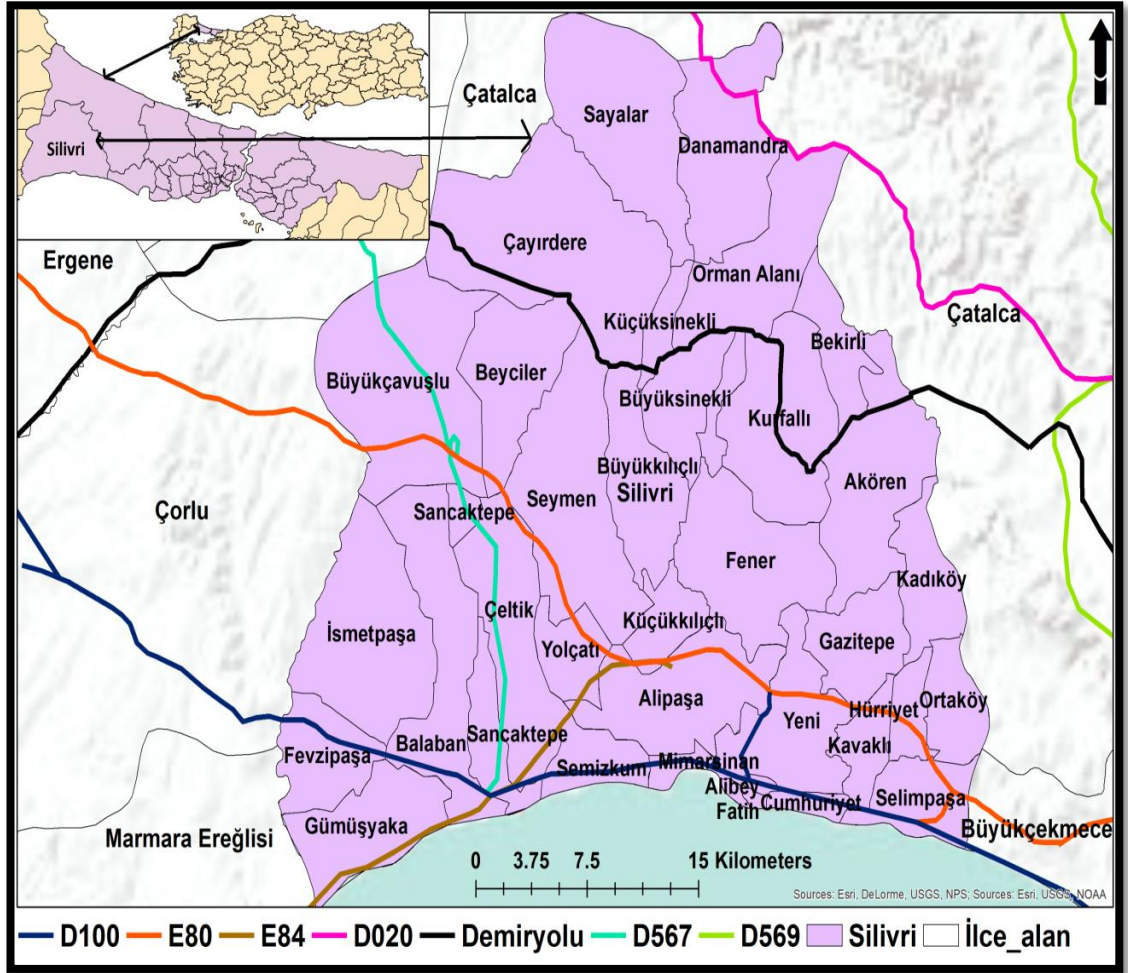 Silivri
Çatalca
Sayalar
Danamandra
Çayırdere
Ergene
Orman Alanı
Çatalca
Küçüksinekli
Bekirli
Büyükçavuşlu
Beyciler
Büyüksinekli
Kurfallı
Büyükkılıçlı
Silivri
Akören
Çorlu
Sancaktepe
Seymen
Fener
Kadıköy
Çeltik
Küçükkılıçlı
İsmetpaşa
Yolçatı
Gazitepe
Alipaşa
Ortaköy
Hürriyet
Yeni
Sancaktepe
Balaban
Kavaklı
Fevzipaşa
Semizkum
Mimarsinan
Alibey
Selimpaşa
Cumhuriyet
Fatih
Gümüşyaka
Büyükçekmece
Marmara Ereğlisi
0 3.75 7.5 15 Kilometers
Sources: Esri, DeLorme, USGS, NPS; Sources: Esri, USGS, NOAA
D100 E80 E84 D020 Demiryolu D567 D569 Silivri İlce_alan